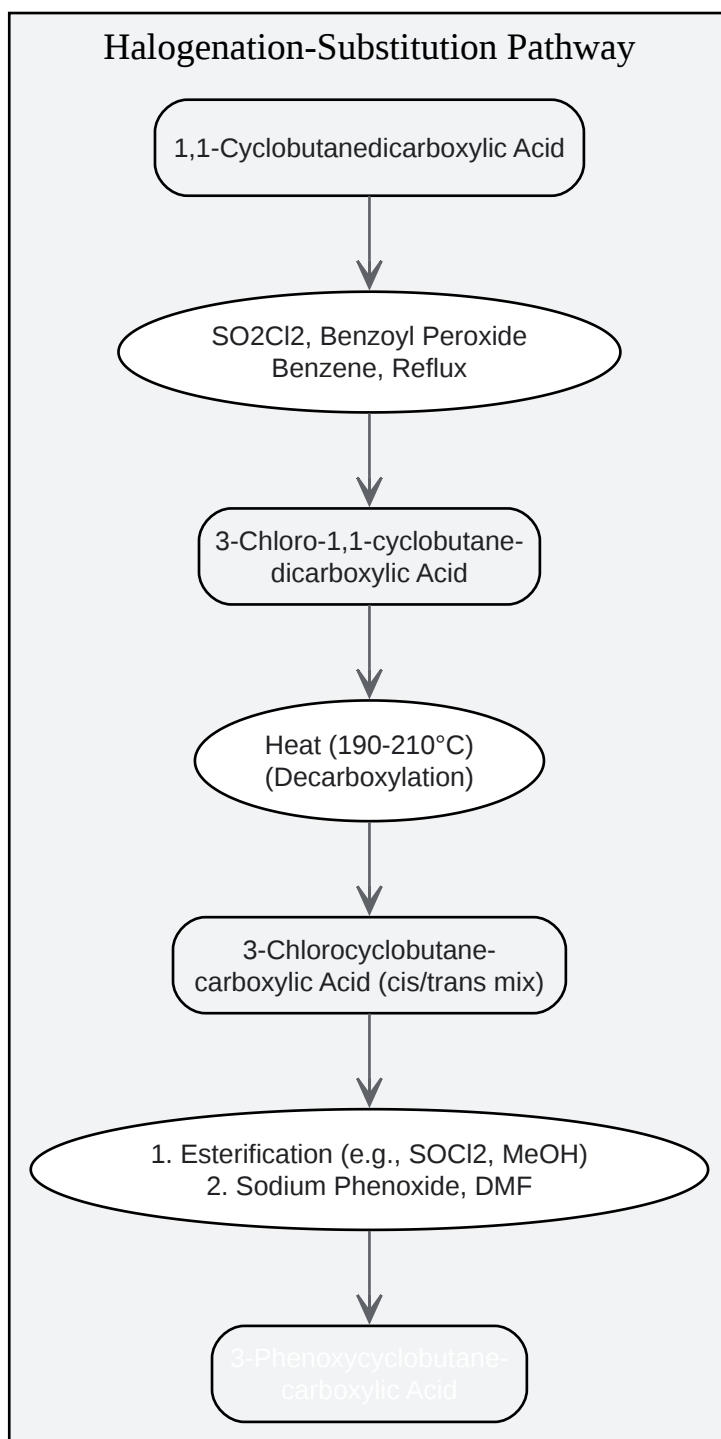 Halogenation-Substitution Pathway
1,1-Cyclobutanedicarboxylic Acid
SO2Cl2, Benzoyl Peroxide
Benzene, Reflux
3-Chloro-1,1-cyclobutane-
dicarboxylic Acid
Heat (190-210°C)
(Decarboxylation)
3-Chlorocyclobutane-
carboxylic Acid (cis/trans mix)
1. Esterification (e.g., SOCl2, MeOH)
2. Sodium Phenoxide, DMF
3-Phenoxycyclobutane-
carboxylic Acid